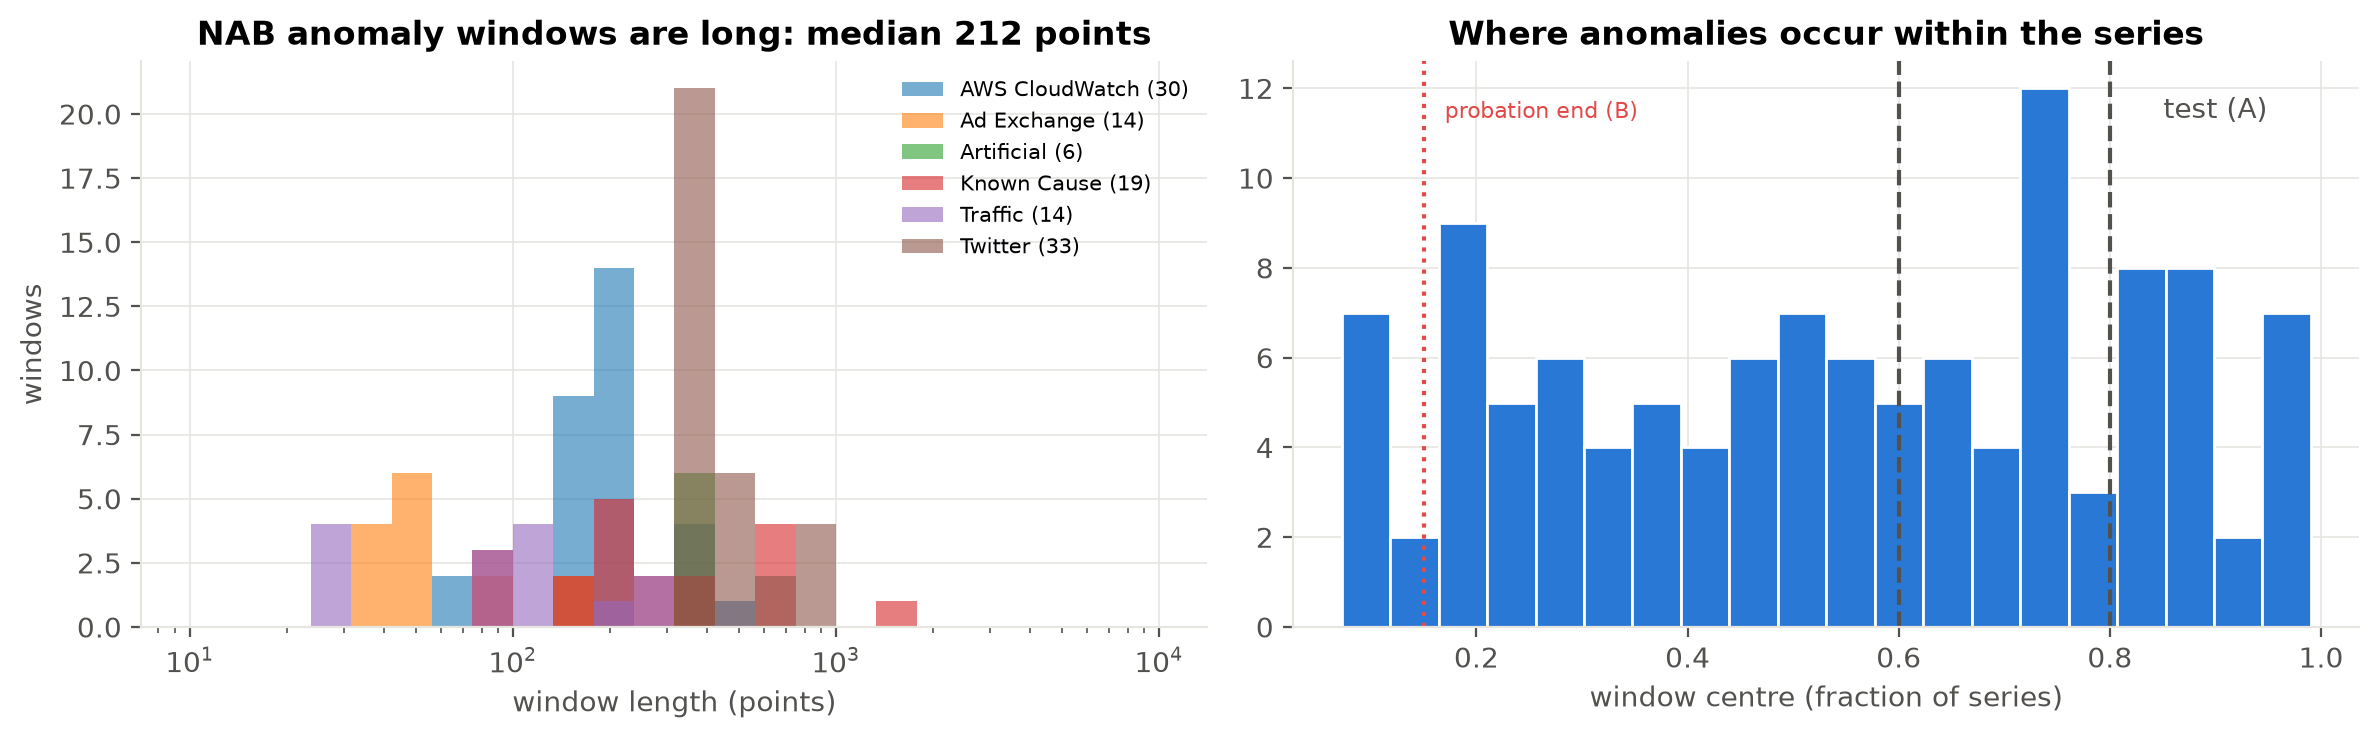 NAB anomaly windows are long: median 212 points
windows
20.0
17.5
15.0
12.5
10.0
7.5
5.0
2.5
0.0
AWS CloudWatch (30)
Ad Exchange (14)
Artificial (6)
Known Cause (19)
Traffic (14)
Twitter (33)
10¹ 10² 10³ 10⁴
window length (points)
Where anomalies occur within the series
12
10
8
6
4
2
0
probation end (B)
test (A)
0.2 0.4 0.6 0.8 1.0
window centre (fraction of series)